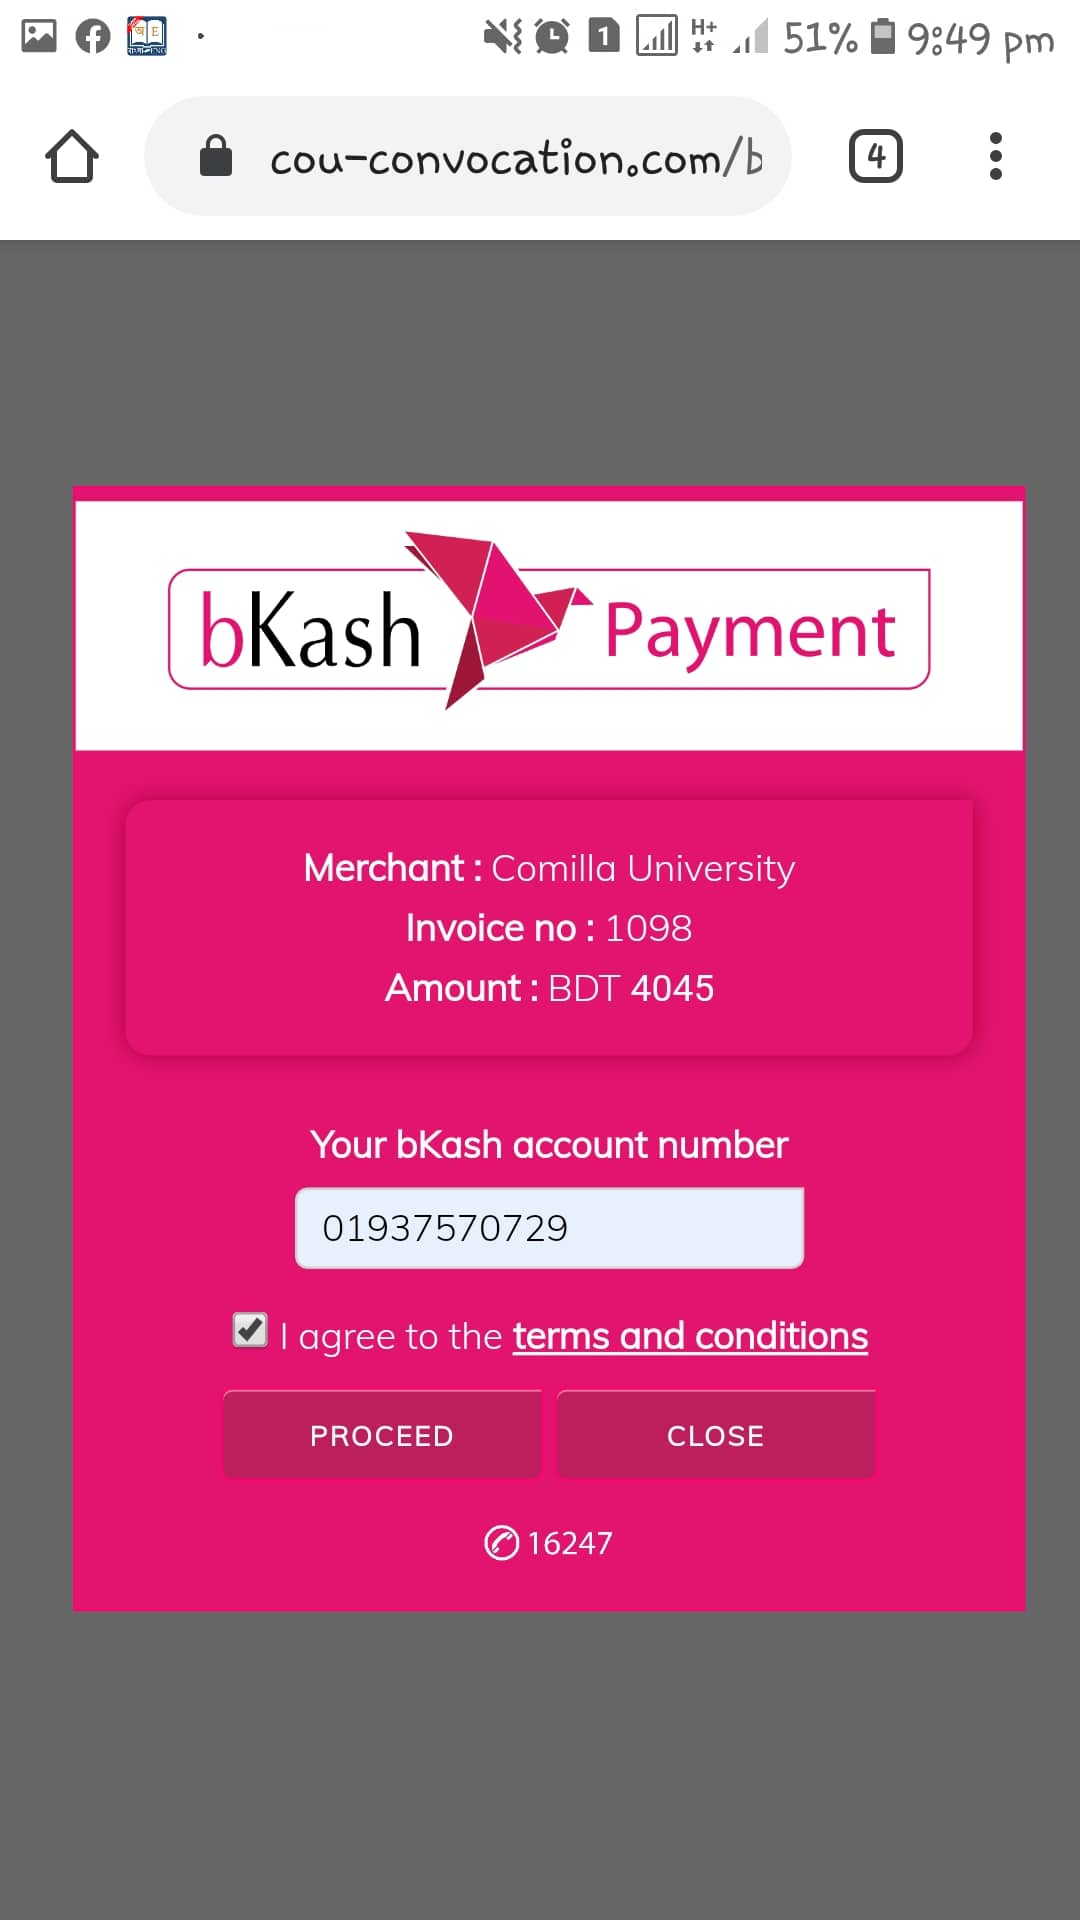 H+ 51% 9:49 pm
cou-convocation.com/b
4
bKash Payment
Merchant : Comilla University
Invoice no : 1098
Amount : BDT 4045
Your bKash account number
01937570729
I agree to the terms and conditions
PROCEED CLOSE
16247